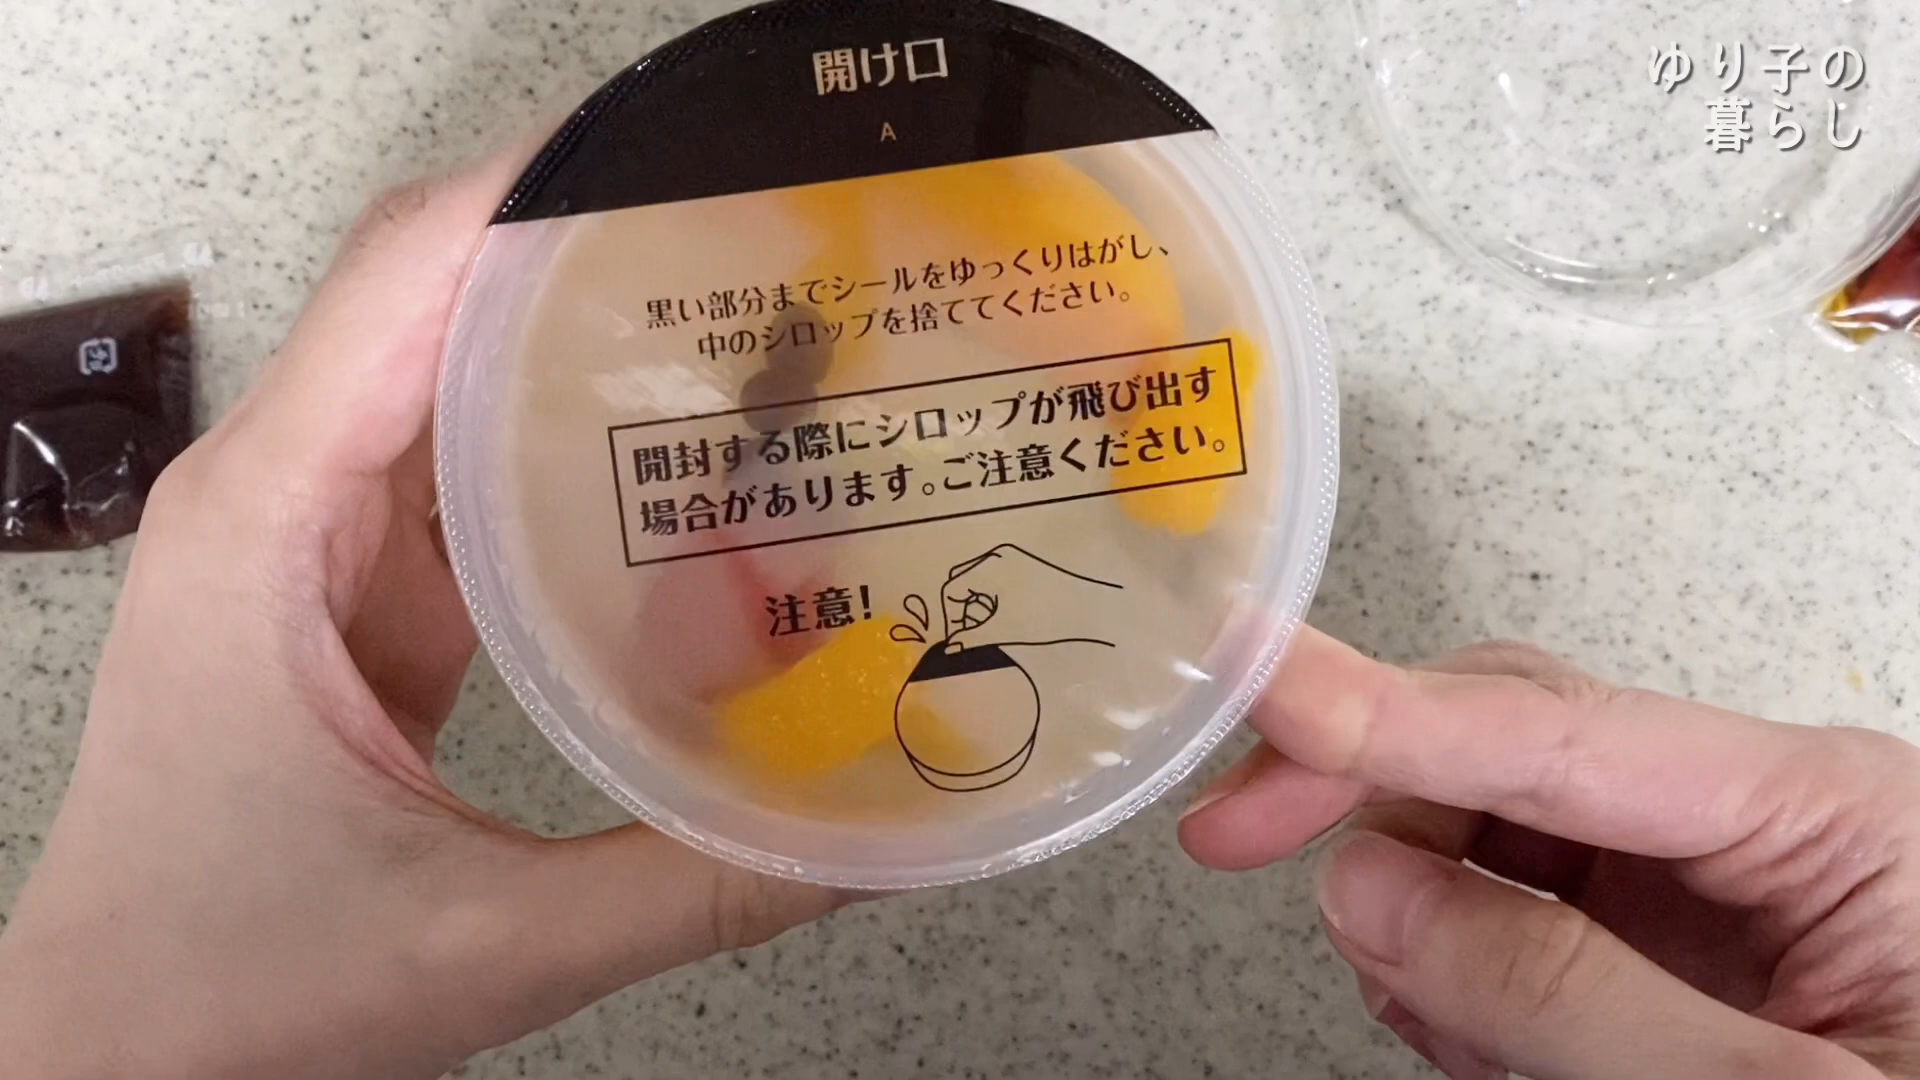 開け口
A
黒い部分までシールをゆっくりはがし、
中のシロップを捨ててください。
開封する際にシロップが飛び出す
場合があります。ご注意ください。
注意!
ゆり子の
暮らし